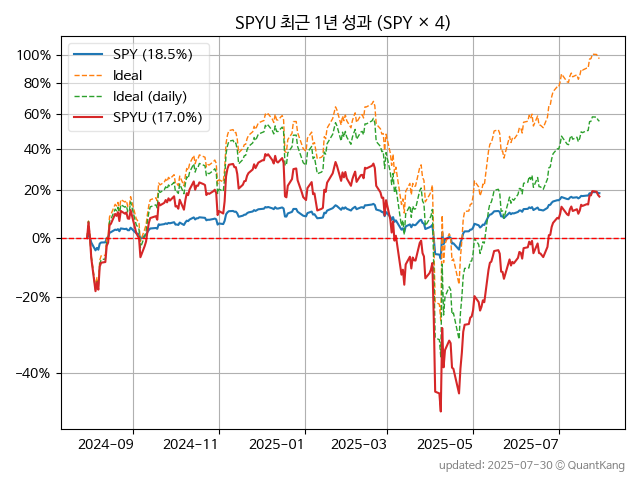 SPYU 최근 1년 성과 (SPY × 4)
SPY (18.5%)
Ideal
Ideal (daily)
SPYU (17.0%)
100%
80%
60%
40%
20%
0%
−20%
−40%
2024-09
2024-11
2025-01
2025-03
2025-05
2025-07
updated: 2025-07-30 © QuantKang